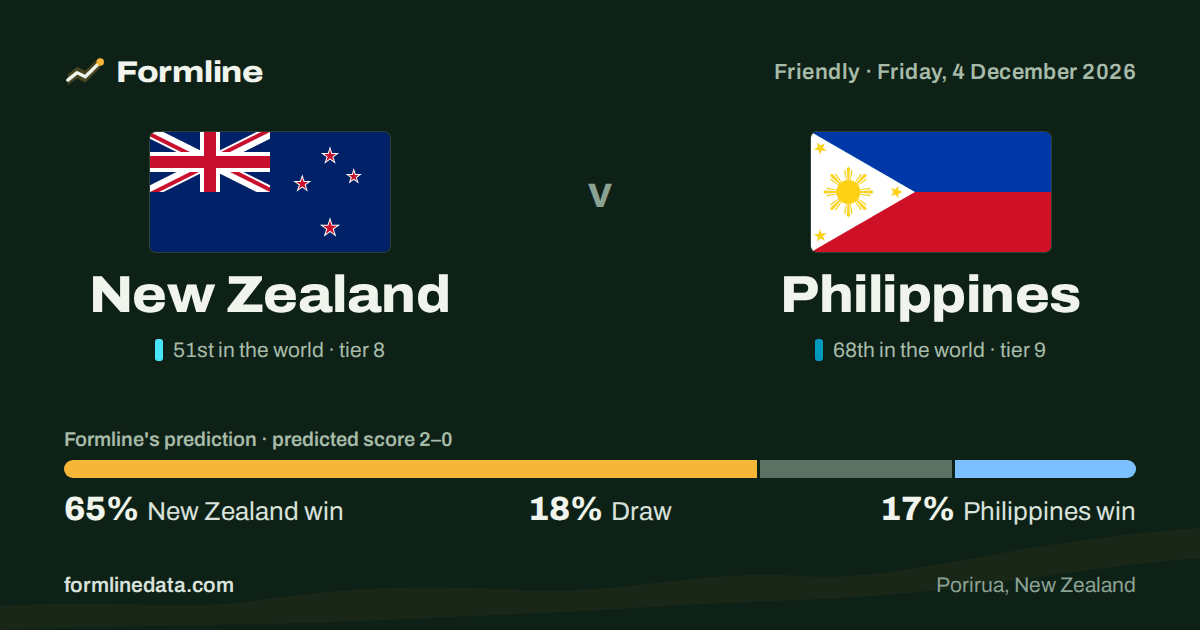 Formline
Friendly · Friday, 4 December 2026
v
New Zealand
Philippines
51st in the world · tier 8
68th in the world · tier 9
Formline's prediction · predicted score 2–0
65% New Zealand win
18% Draw
17% Philippines win
formlinedata.com
Porirua, New Zealand